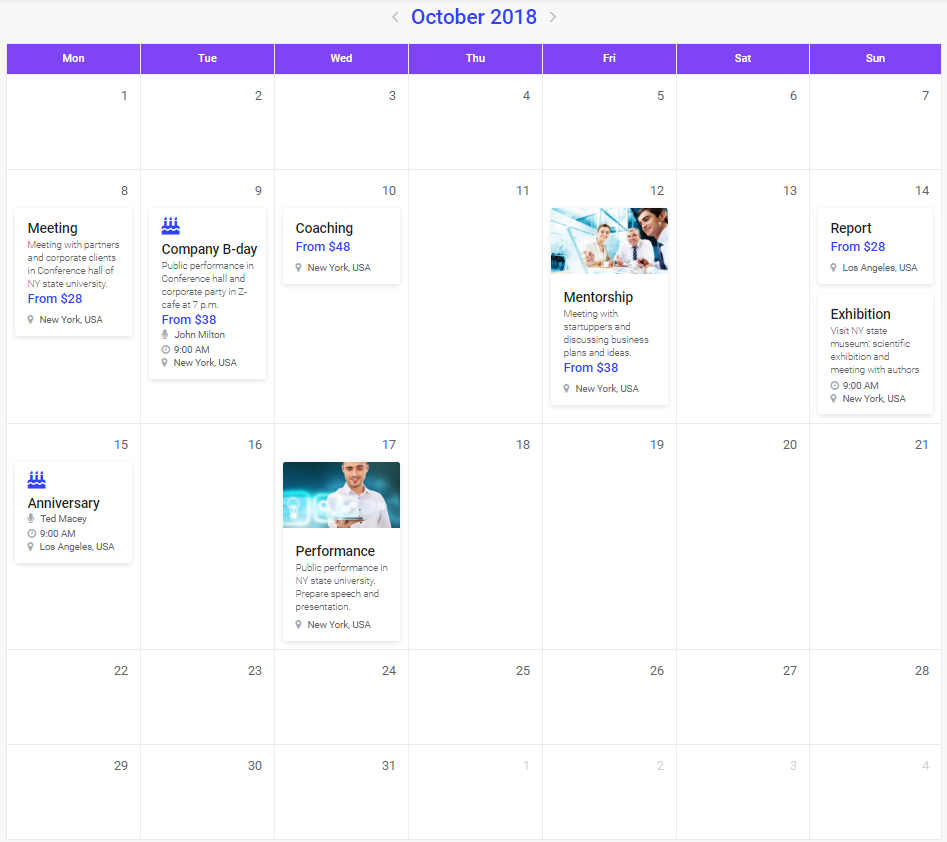 October 2018
Mon Tue Wed Thu Fri Sat Sun
1 2 3 4 5 6 7
8 9 10 11 12 13 14
Meeting
Meeting with partners
and corporate clients
in Conference hall of
NY state university.
From $28
New York, USA
Company B-day
Public performance in
Conference hall and
corporate party in Z-
cafe at 7 p.m.
From $38
John Milton
9:00 AM
New York, USA
Coaching
From $48
New York, USA
Mentorship
Meeting with
startuppers and
discussing business
plans and ideas.
From $38
New York, USA
Report
From $28
Los Angeles, USA
Exhibition
Visit NY state
museum: scientific
exhibition and
meeting with authors
9:00 AM
New York, USA
15 16 17 18 19 20 21
Anniversary
Ted Macey
9:00 AM
Los Angeles, USA
Performance
Public performance in
NY state university.
Prepare speech and
presentation.
New York, USA
22 23 24 25 26 27 28
29 30 31 1 2 3 4